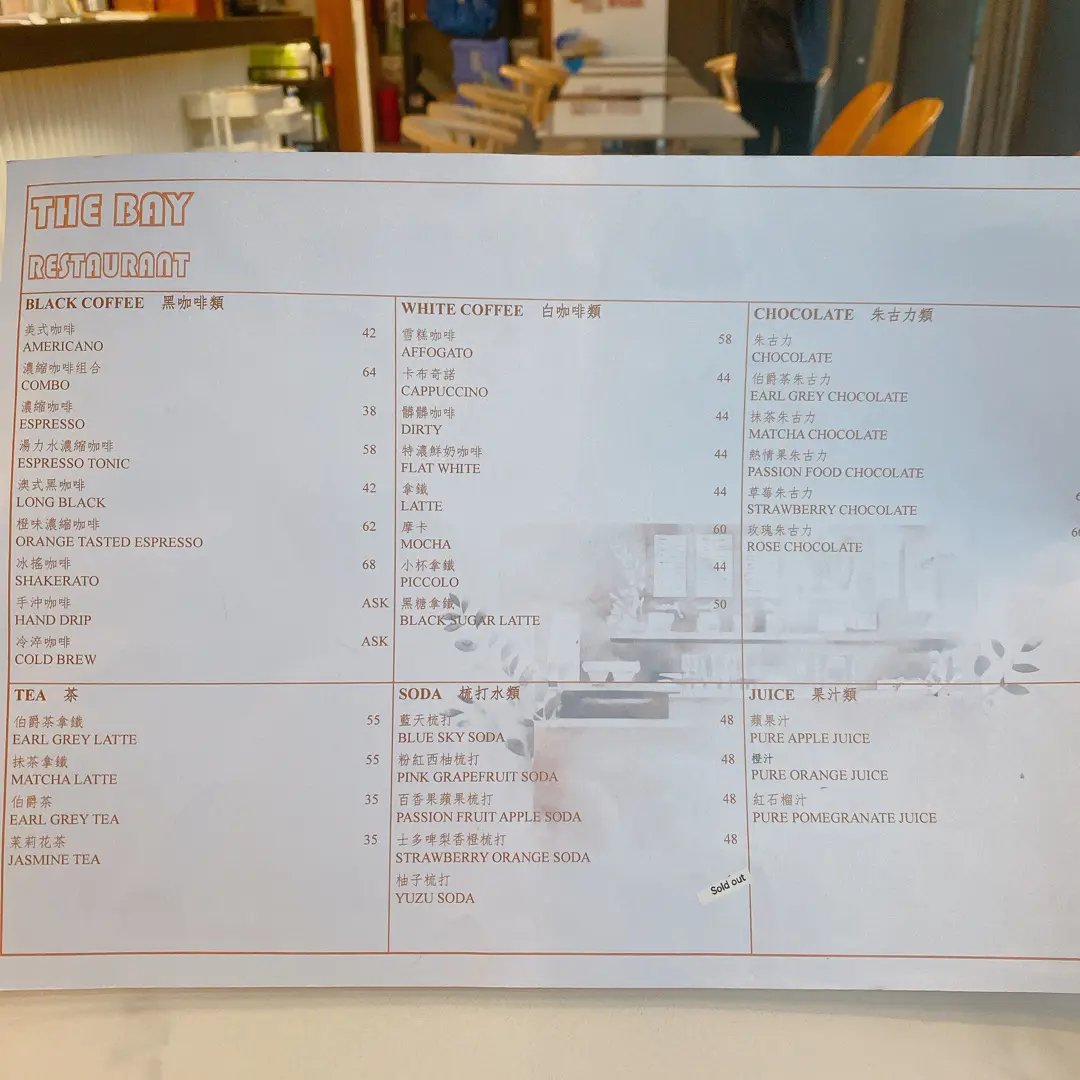 THE BAY
RESTAURANT
BLACK COFFEE 黑咖啡類
美式咖啡 42
AMERICANO
濃縮咖啡组合 64
COMBO
濃縮咖啡 38
ESPRESSO
湯力水濃縮咖啡 58
ESPRESSO TONIC
澳式黑咖啡 42
LONG BLACK
橙味濃縮咖啡 62
ORANGE TASTED ESPRESSO
冰搖咖啡 68
SHAKERATO
手沖咖啡 ASK
HAND DRIP
冷淬咖啡 ASK
COLD BREW
WHITE COFFEE 白咖啡類
雪糕咖啡 58
AFFOGATO
卡布奇諾 44
CAPPUCCINO
髒髒咖啡 44
DIRTY
特濃鮮奶咖啡 44
FLAT WHITE
拿鐵 44
LATTE
摩卡 60
MOCHA
小杯拿鐵 44
PICCOLO
黑糖拿鐵 50
BLACK SUGAR LATTE
CHOCOLATE 朱古力類
朱古力
CHOCOLATE
伯爵茶朱古力
EARL GREY CHOCOLATE
抹茶朱古力
MATCHA CHOCOLATE
熱情果朱古力
PASSION FOOD CHOCOLATE
草莓朱古力
STRAWBERRY CHOCOLATE
玫瑰朱古力
ROSE CHOCOLATE
TEA 茶
伯爵茶拿鐵 55
EARL GREY LATTE
抹茶拿鐵 55
MATCHA LATTE
伯爵茶 35
EARL GREY TEA
茉莉花茶 35
JASMINE TEA
SODA 梳打水類
藍天梳打 48
BLUE SKY SODA
粉紅西柚梳打 48
PINK GRAPEFRUIT SODA
百香果蘋果梳打 48
PASSION FRUIT APPLE SODA
士多啤梨香橙梳打 48
STRAWBERRY ORANGE SODA
柚子梳打 Sold out
YUZU SODA
JUICE 果汁類
蘋果汁
PURE APPLE JUICE
橙汁
PURE ORANGE JUICE
紅石榴汁
PURE POMEGRANATE JUICE